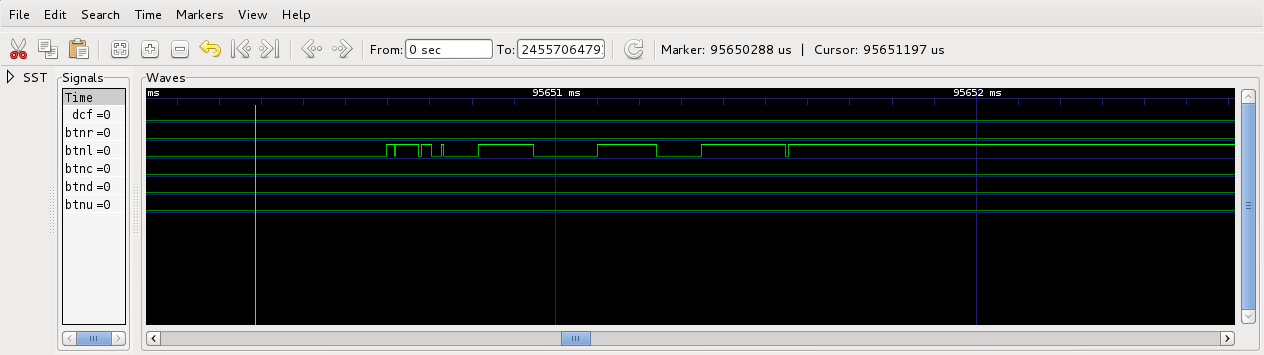 File Edit Search Time Markers View Help
From: 0 sec To: 2455706479 Marker: 95650288 us | Cursor: 95651197 us
SST Signals Waves
Time ms 95651 ms 95652 ms
dcf =0
btnr =0
btnl =0
btnc =0
btnd =0
btnu =0